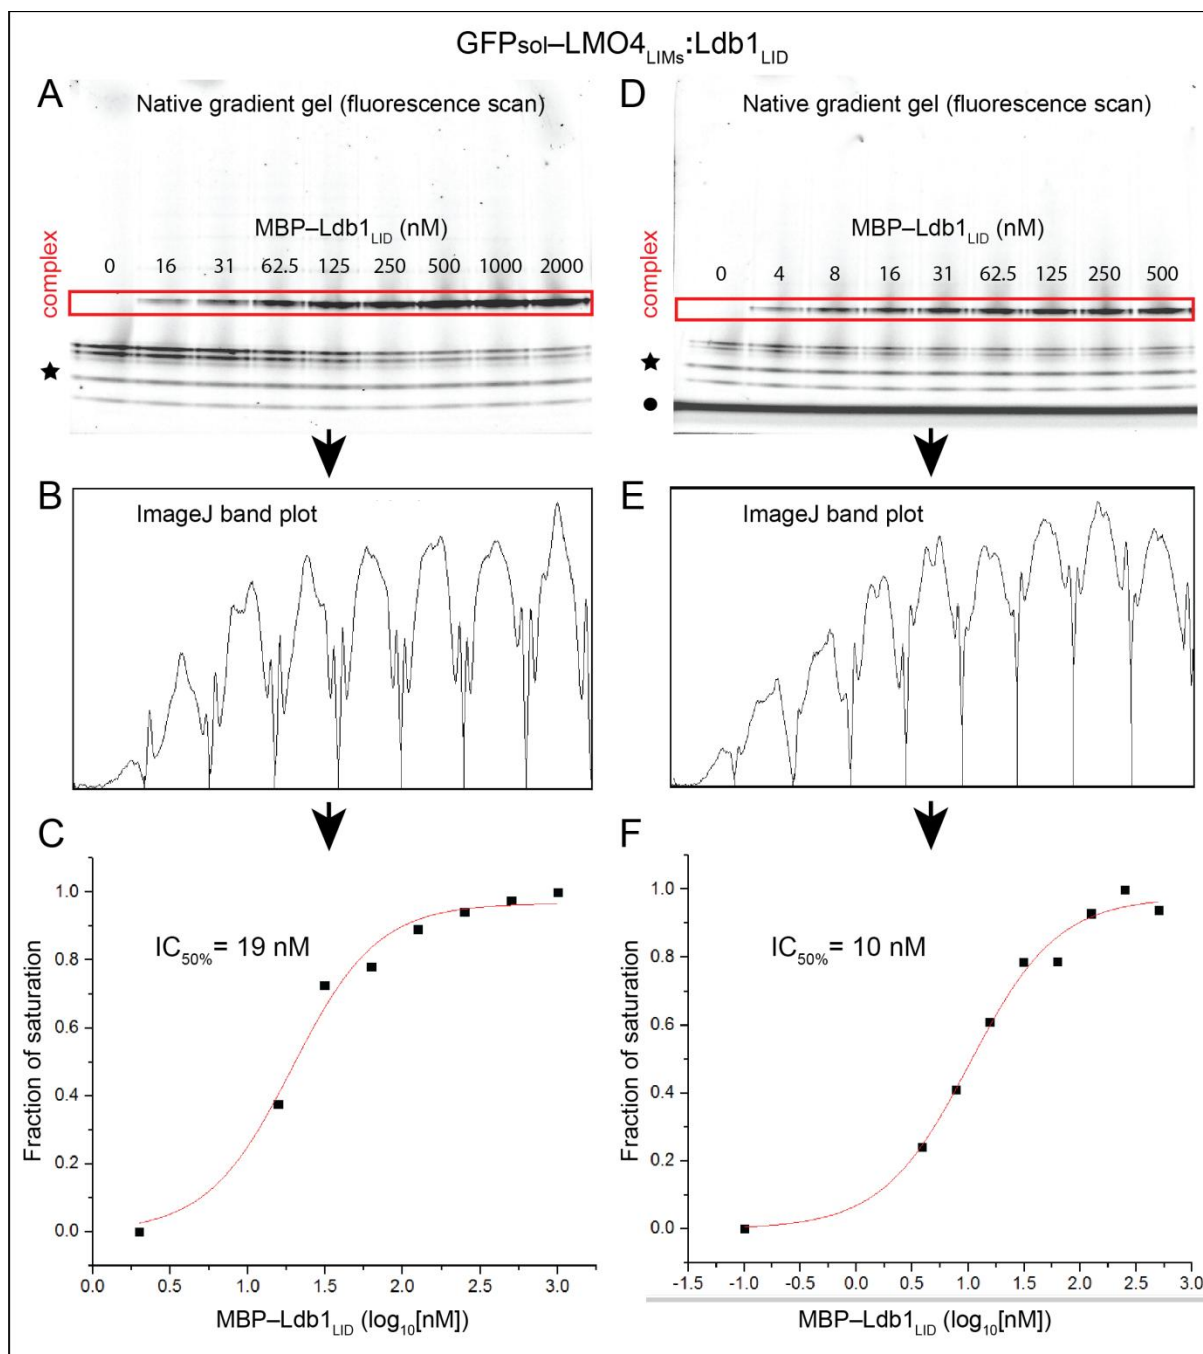 GFPsol–LMO4LIMs:Ldb1LID
A
Native gradient gel (fluorescence scan)
MBP–Ldb1LID (nM)
0 16 31 62.5 125 250 500 1000 2000
complex
D
Native gradient gel (fluorescence scan)
MBP–Ldb1LID (nM)
0 4 8 16 31 62.5 125 250 500
complex
B
ImageJ band plot
E
ImageJ band plot
C
Fraction of saturation
1.0
0.8
0.6
0.4
0.2
0.0
IC50%= 19 nM
0.0 0.5 1.0 1.5 2.0 2.5 3.0
MBP–Ldb1LID (log10[nM])
F
Fraction of saturation
1.0
0.8
0.6
0.4
0.2
0.0
IC50%= 10 nM
-1.5 -1.0 -0.5 0.0 0.5 1.0 1.5 2.0 2.5 3.0
MBP–Ldb1LID (log10[nM])